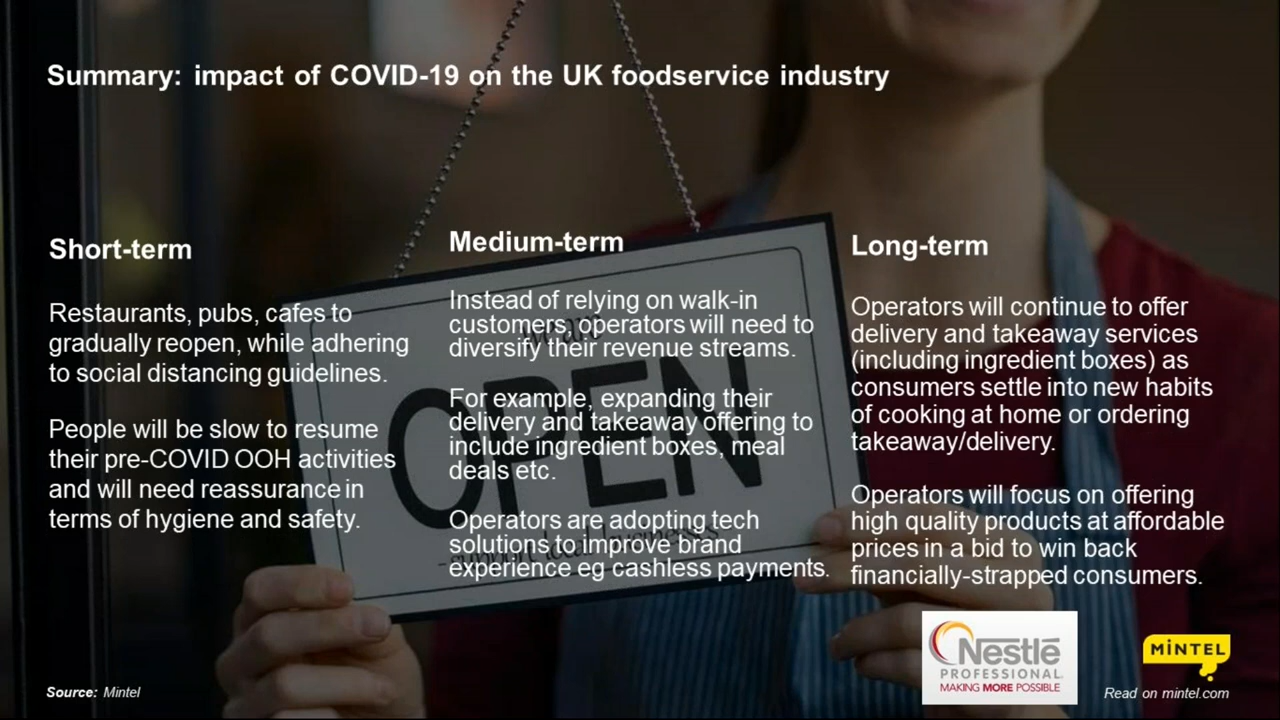 Summary: impact of COVID-19 on the UK foodservice industry
Short-term
Restaurants, pubs, cafes to
gradually reopen, while adhering
to social distancing guidelines.
People will be slow to resume
their pre-COVID OOH activities
and will need reassurance in
terms of hygiene and safety.
Medium-term
Instead of relying on walk-in
customers, operators will need to
diversify their revenue streams.
For example, expanding their
delivery and takeaway offering to
include ingredient boxes, meal
deals etc.
Operators are adopting tech
solutions to improve brand
experience eg cashless payments.
Long-term
Operators will continue to offer
delivery and takeaway services
(including ingredient boxes) as
consumers settle into new habits
of cooking at home or ordering
takeaway/delivery.
Operators will focus on offering
high quality products at affordable
prices in a bid to win back
financially-strapped consumers.
we are
OPEN
- support local businesses -
Nestlé
PROFESSIONAL
MAKING MORE POSSIBLE
MiNTEL
Source: Mintel
Read on mintel.com